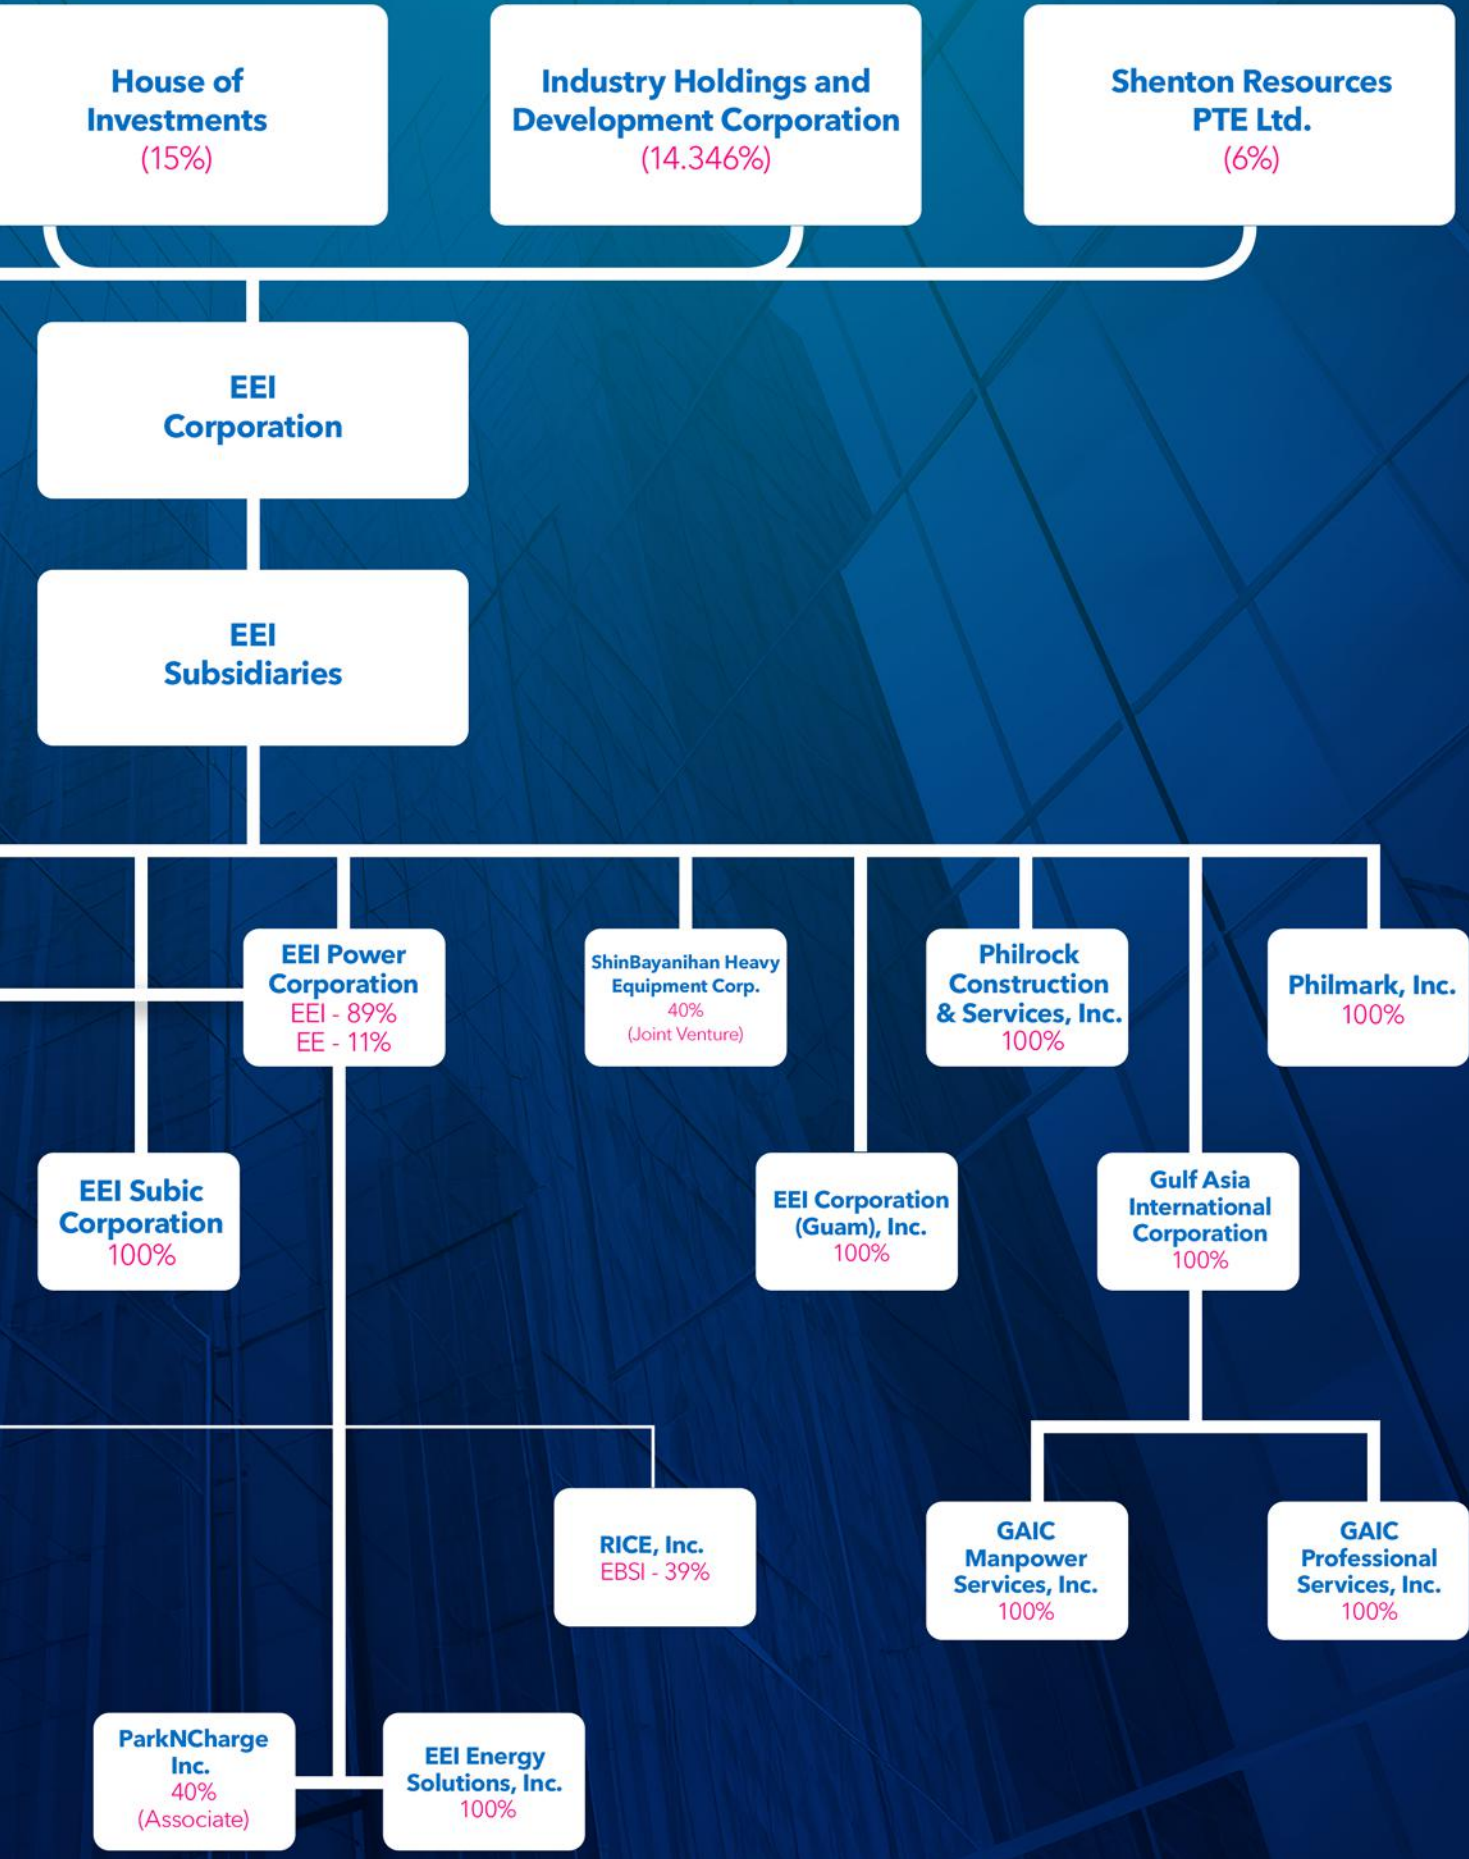 House of
Investments
(15%)
Industry Holdings and
Development Corporation
(14.346%)
Shenton Resources
PTE Ltd.
(6%)
EEI
Corporation
EEI
Subsidiaries
EEI Power
Corporation
EEI - 89%
EE - 11%
ShinBayanihan Heavy
Equipment Corp.
40%
(Joint Venture)
Philrock
Construction
& Services, Inc.
100%
Philmark, Inc.
100%
EEI Subic
Corporation
100%
EEI Corporation
(Guam), Inc.
100%
Gulf Asia
International
Corporation
100%
RICE, Inc.
EBSI - 39%
GAIC
Manpower
Services, Inc.
100%
GAIC
Professional
Services, Inc.
100%
ParkNCharge
Inc.
40%
(Associate)
EEI Energy
Solutions, Inc.
100%